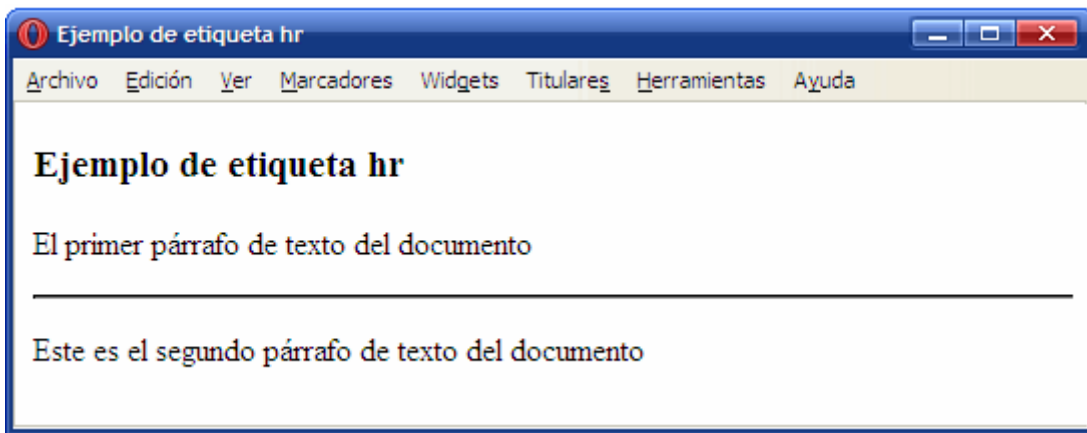 Ejemplo de etiqueta hr
Archivo Edición Ver Marcadores Widgets Titulares Herramientas Ayuda
Ejemplo de etiqueta hr
El primer párrafo de texto del documento
Este es el segundo párrafo de texto del documento